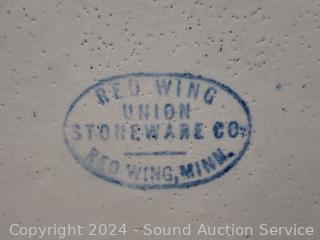 RED WING
UNION
STONEWARE CO.
RED WING, MINN.
Copyright 2024 - Sound Auction Service